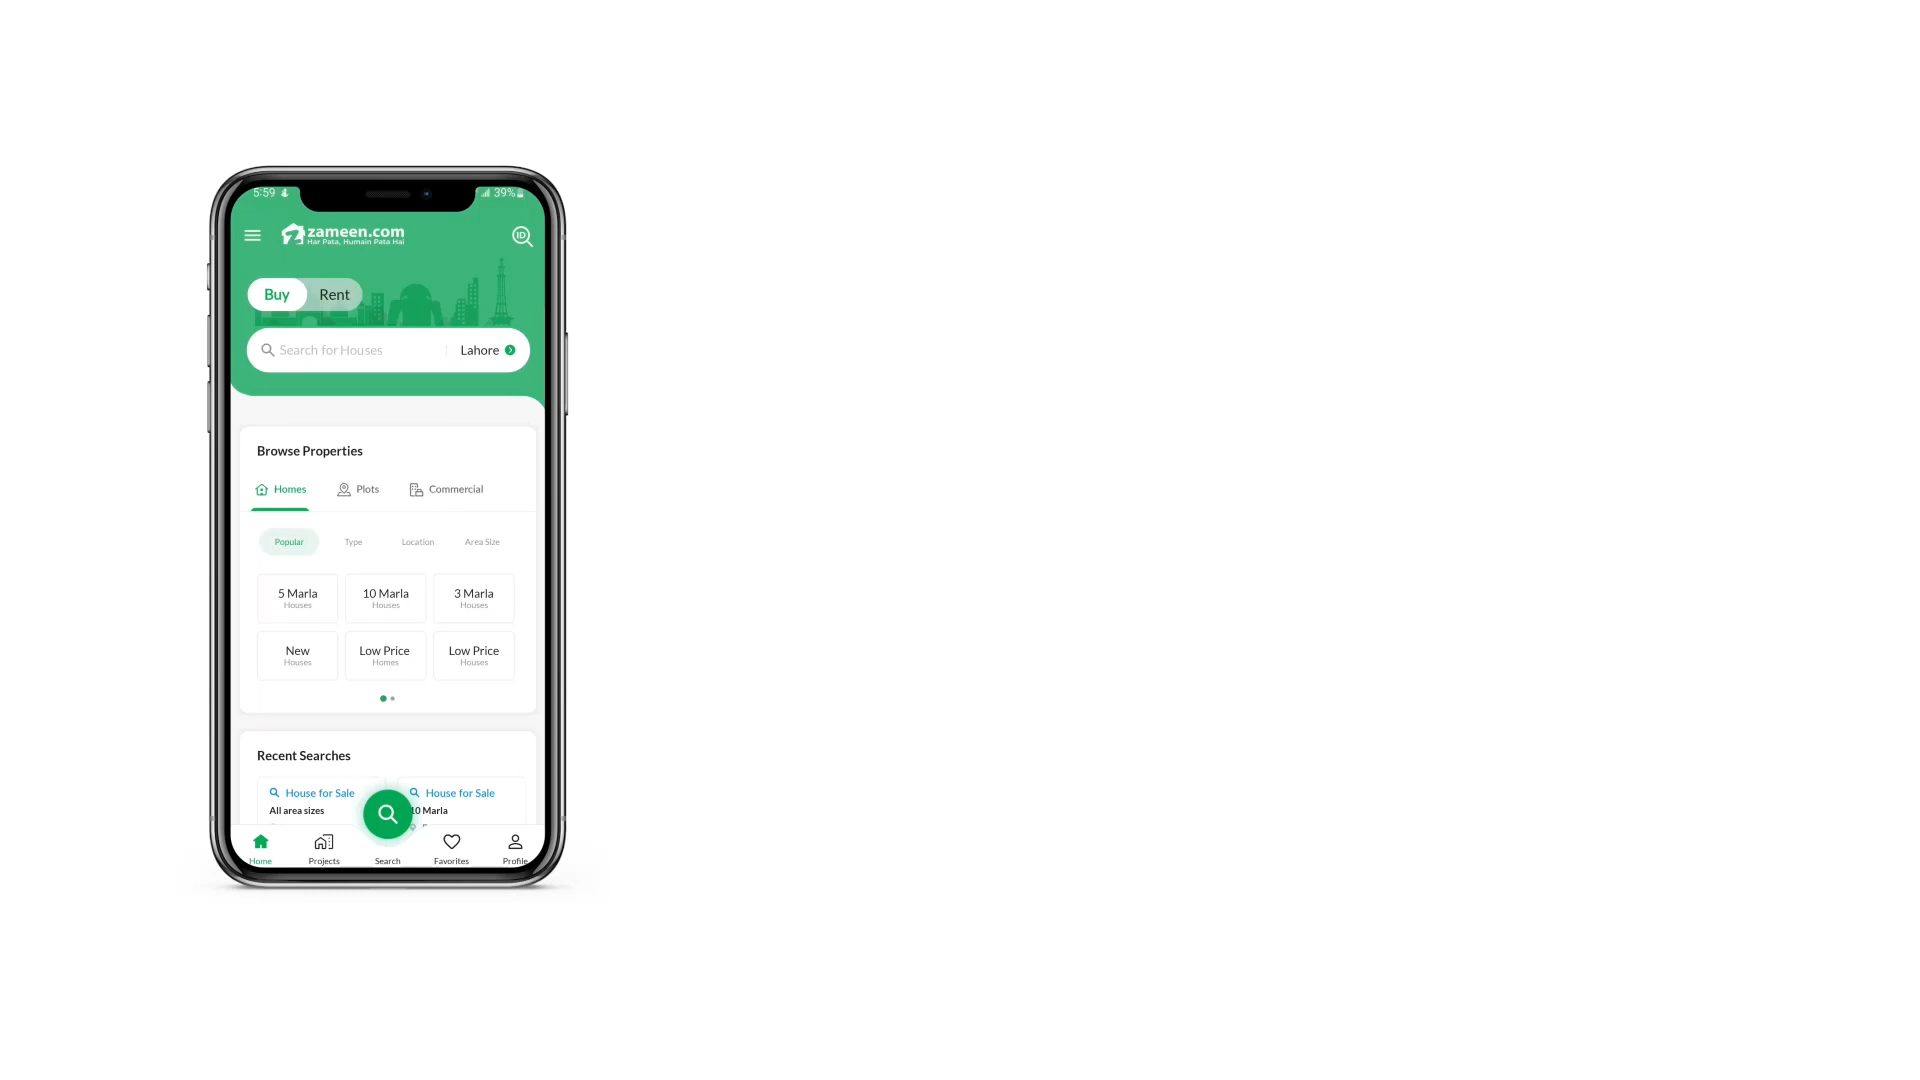 5:59
39%
zameen.com
Har Pata, Humain Pata Hai
ID
Buy Rent
Search for Houses Lahore
Browse Properties
Homes Plots Commercial
Popular Type Location Area Size
5 Marla 10 Marla 3 Marla
Houses Houses Houses
New Low Price Low Price
Houses Homes Houses
Recent Searches
House for Sale House for Sale
All area sizes 10 Marla
Home Projects Search Favorites Profile